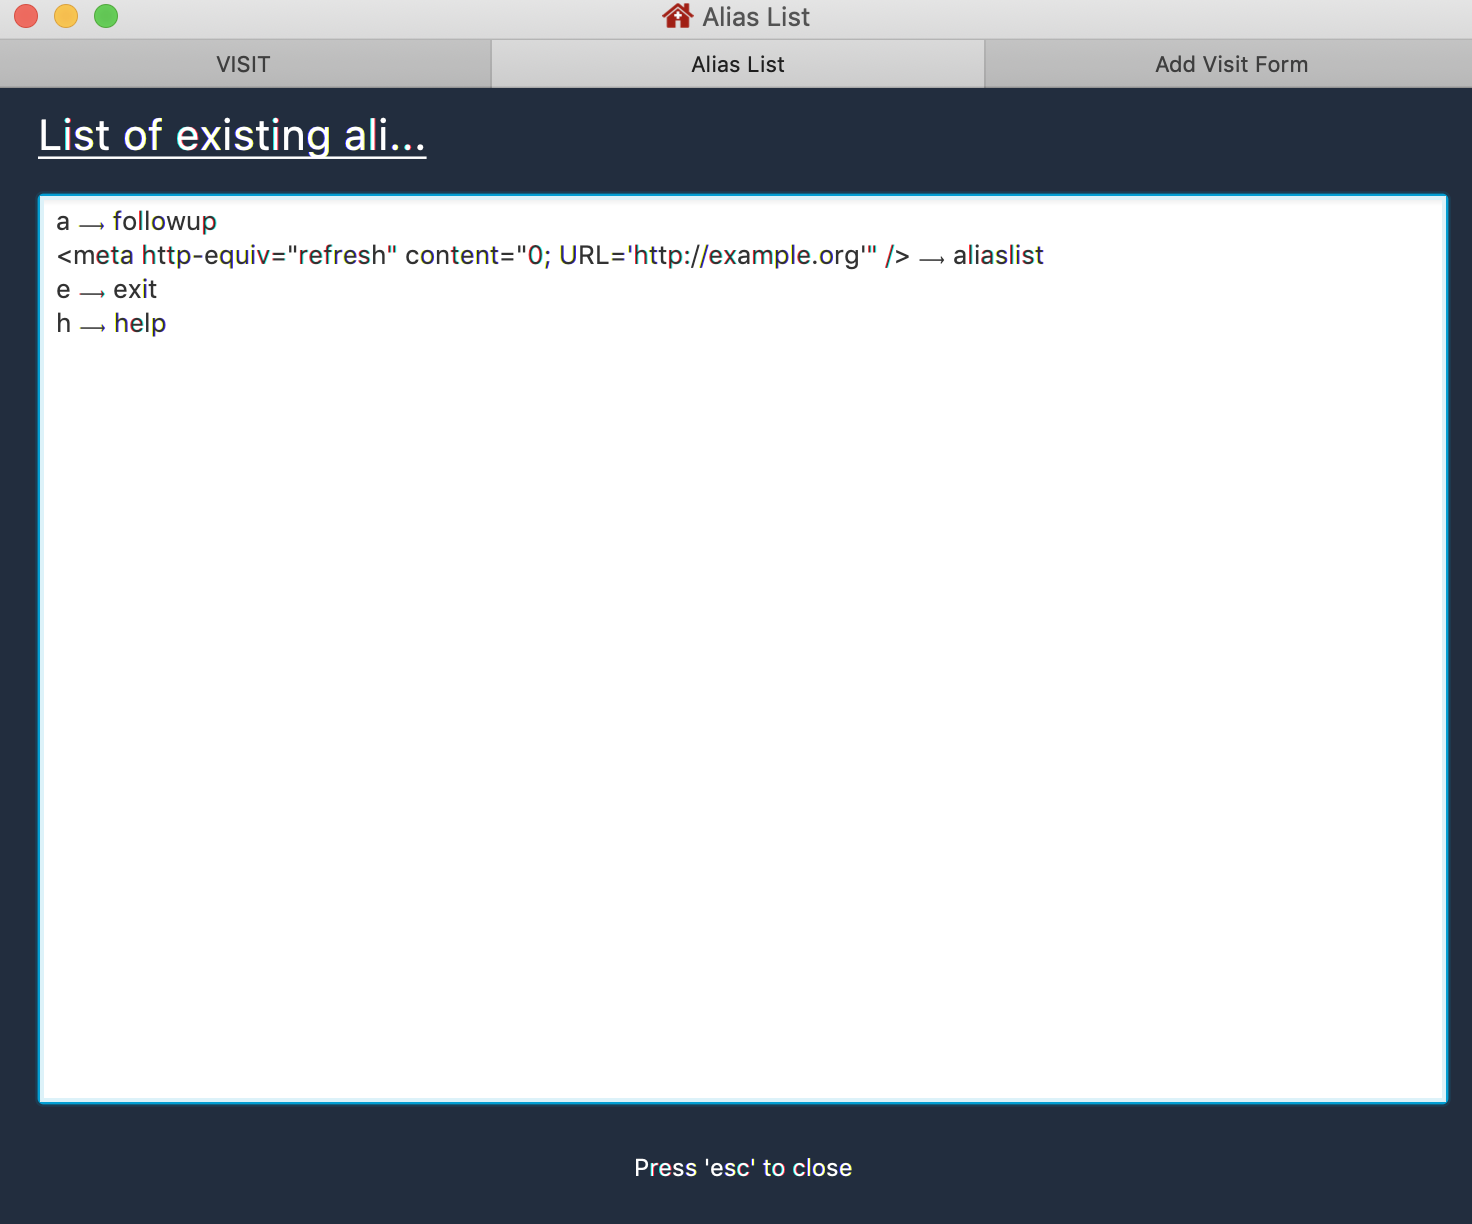 Alias List
VISIT
Alias List
Add Visit Form
List of existing ali...
a ⟶ followup
<meta http-equiv="refresh" content="0; URL='http://example.org'" /> ⟶ aliaslist
e ⟶ exit
h ⟶ help
Press 'esc' to close